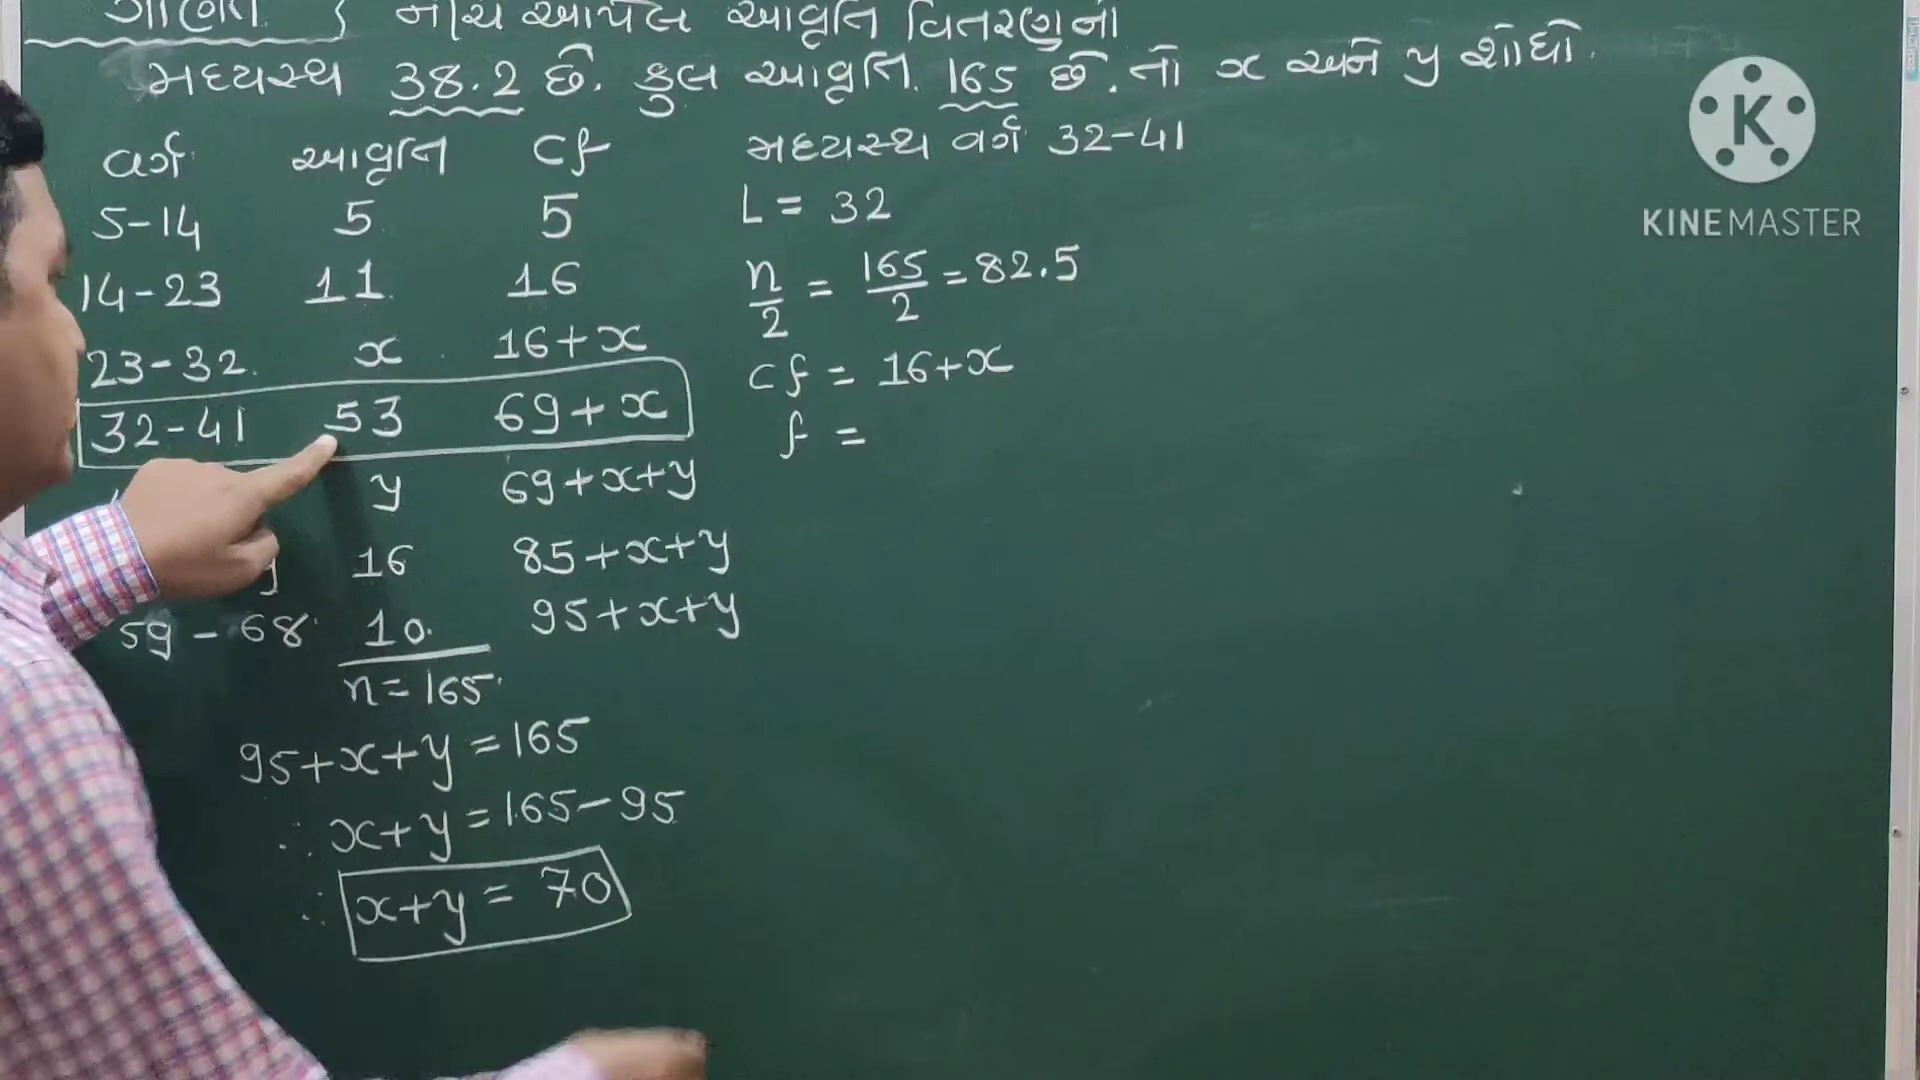 નીચે આપેલ આવૃત્તિ વિતરણનો
મધ્યસ્થ 38.2 છે. કુલ આવૃત્તિ 165 છે. તો x અને y શોધો.
વર્ગ આવૃત્તિ cf
5-14 5 5
14-23 11 16
23-32 x 16+x
32-41 53 69+x
y 69+x+y
16 85+x+y
59-68 10 95+x+y
n=165
95+x+y=165
∴ x+y=165-95
∴ x+y= 70
મધ્યસ્થ વર્ગ 32-41
L = 32
n/2 = 165/2 = 82.5
cf = 16+x
f =
K
KINEMASTER